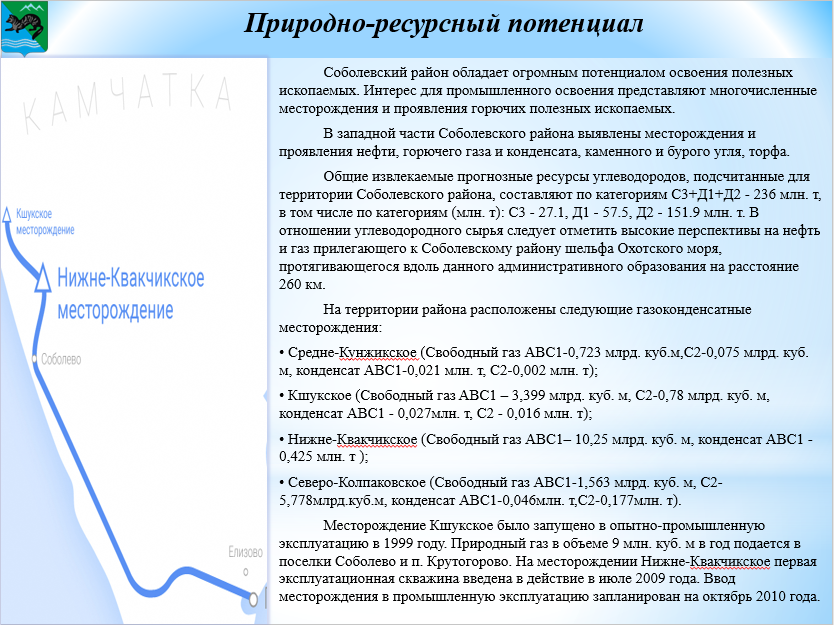 Природно-ресурсный потенциал
КАМЧАТКА
Кшукское
месторождение
Нижне-Квакчикское
месторождение
Соболево
Елизово
Соболевский район обладает огромным потенциалом освоения полезных
ископаемых. Интерес для промышленного освоения представляют многочисленные
месторождения и проявления горючих полезных ископаемых.
В западной части Соболевского района выявлены месторождения и
проявления нефти, горючего газа и конденсата, каменного и бурого угля, торфа.
Общие извлекаемые прогнозные ресурсы углеводородов, подсчитанные для
территории Соболевского района, составляют по категориям С3+Д1+Д2 - 236 млн. т,
в том числе по категориям (млн. т): С3 - 27.1, Д1 - 57.5, Д2 - 151.9 млн. т. В
отношении углеводородного сырья следует отметить высокие перспективы на нефть
и газ прилегающего к Соболевскому району шельфа Охотского моря,
протягивающегося вдоль данного административного образования на расстояние
260 км.
На территории района расположены следующие газоконденсатные
месторождения:
• Средне-Кунжикское (Свободный газ АВС1-0,723 млрд. куб.м,С2-0,075 млрд. куб.
м, конденсат АВС1-0,021 млн. т, С2-0,002 млн. т);
• Кшукское (Свободный газ АВС1 – 3,399 млрд. куб. м, С2-0,78 млрд. куб. м,
конденсат АВС1 - 0,027млн. т, С2 - 0,016 млн. т);
• Нижне-Квакчикское (Свободный газ АВС1– 10,25 млрд. куб. м, конденсат АВС1 -
0,425 млн. т );
• Северо-Колпаковское (Свободный газ АВС1-1,563 млрд. куб. м, С2-
5,778млрд.куб.м, конденсат АВС1-0,046млн. т,С2-0,177млн. т).
Месторождение Кшукское было запущено в опытно-промышленную
эксплуатацию в 1999 году. Природный газ в объеме 9 млн. куб. м в год подается в
поселки Соболево и п. Крутогорово. На месторождении Нижне-Квакчикское первая
эксплуатационная скважина введена в действие в июле 2009 года. Ввод
месторождения в промышленную эксплуатацию запланирован на октябрь 2010 года.